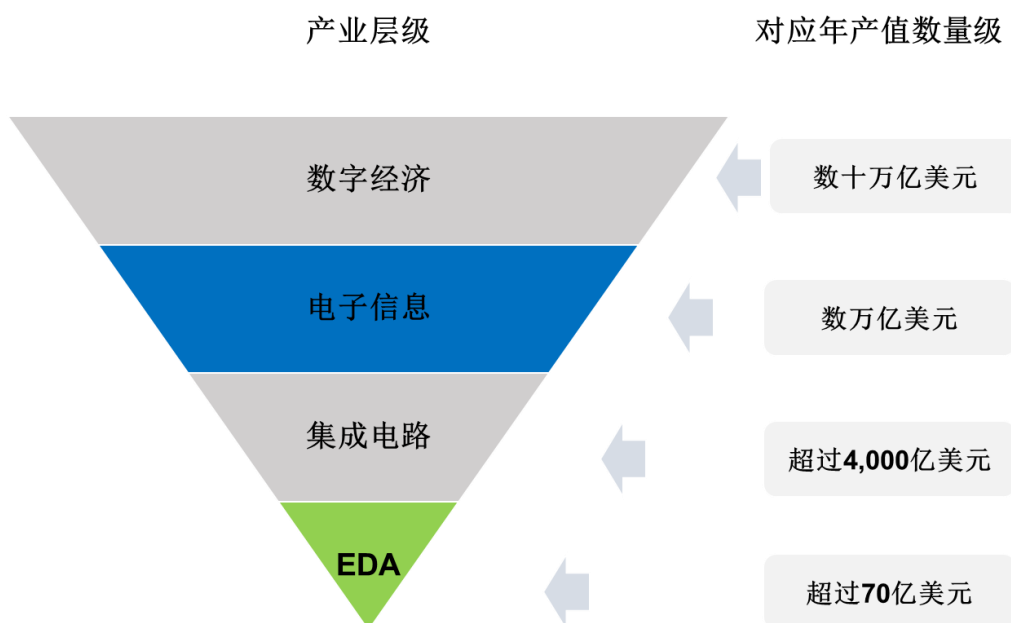 产业层级
对应年产值数量级
数字经济
数十万亿美元
电子信息
数万亿美元
集成电路
超过4,000亿美元
EDA
超过70亿美元